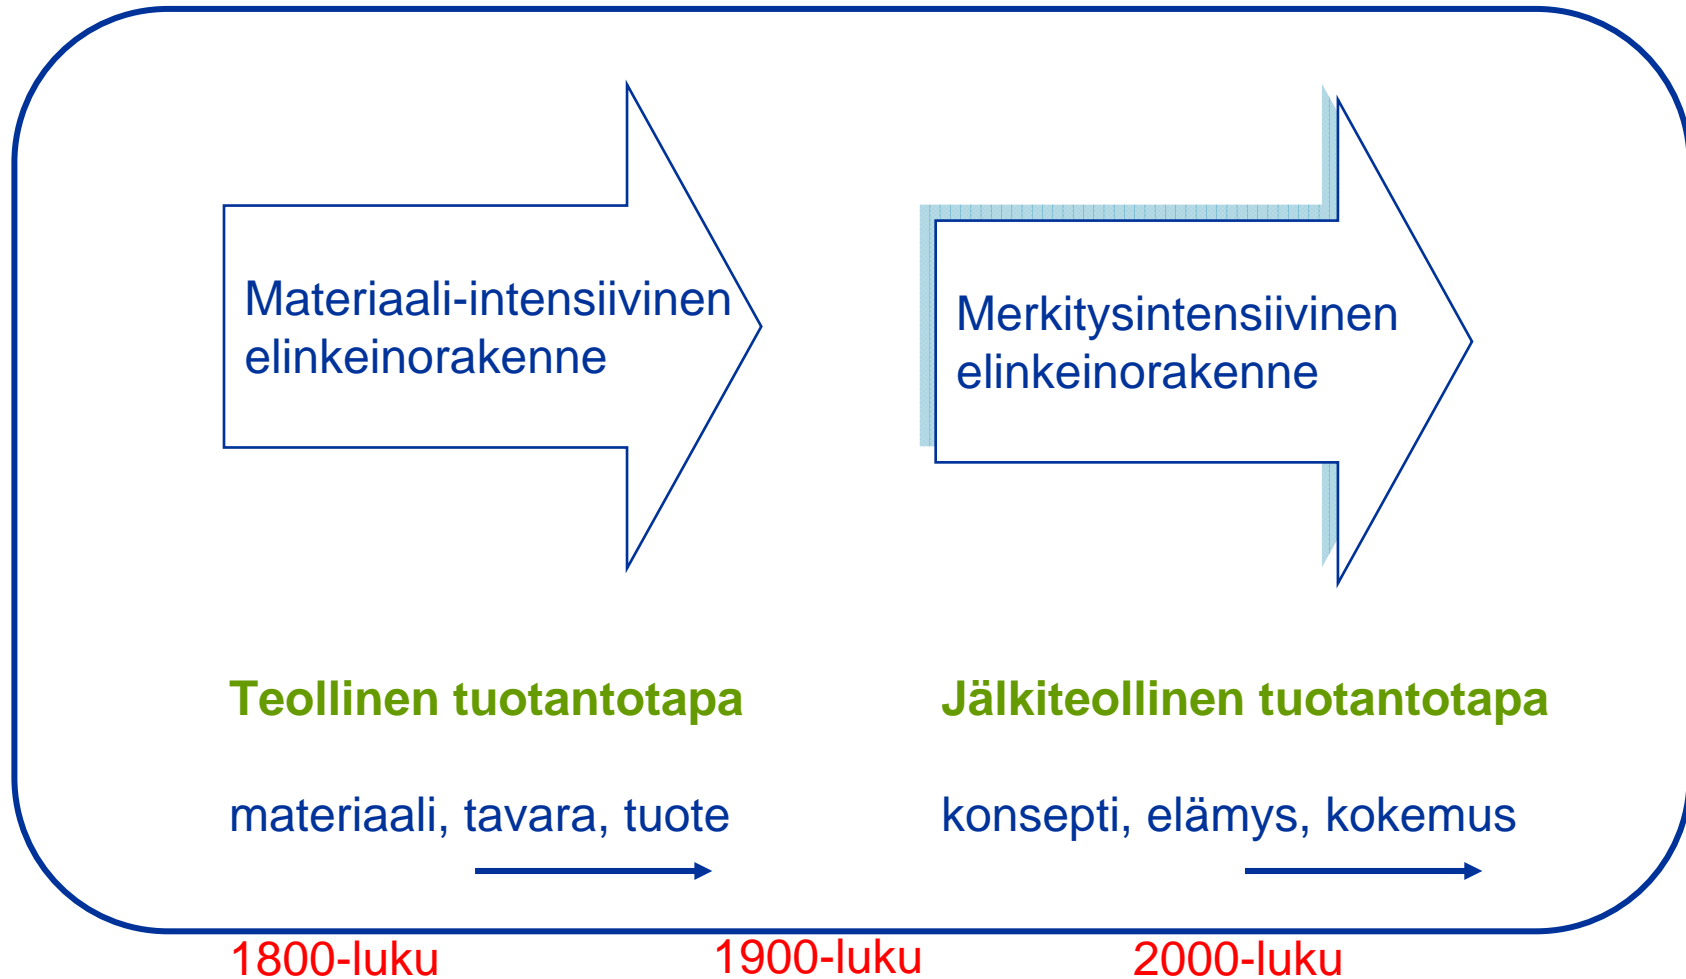 Materiaali-intensiivinen
elinkeinorakenne
Merkitysintensiivinen
elinkeinorakenne
Teollinen tuotantotapa
Jälkiteollinen tuotantotapa
materiaali, tavara, tuote
konsepti, elämys, kokemus
1800-luku
1900-luku
2000-luku